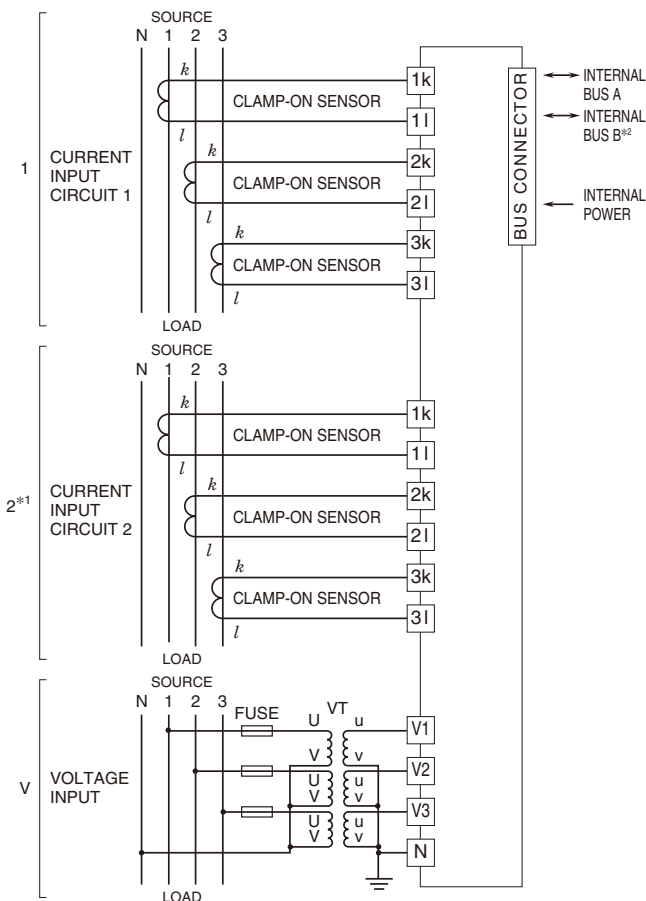 SOURCE
N 1 2 3
k
CLAMP-ON SENSOR
l
1k
1l
k
CLAMP-ON SENSOR
l
2k
2l
k
CLAMP-ON SENSOR
l
3k
3l
1
CURRENT
INPUT
CIRCUIT 1
LOAD
BUS CONNECTOR
INTERNAL
BUS A
INTERNAL
BUS B*2
INTERNAL
POWER
SOURCE
N 1 2 3
k
CLAMP-ON SENSOR
l
1k
1l
k
CLAMP-ON SENSOR
l
2k
2l
k
CLAMP-ON SENSOR
l
3k
3l
2*1
CURRENT
INPUT
CIRCUIT 2
LOAD
SOURCE
N 1 2 3
FUSE
VT
U u
V v
U u
V v
U u
V v
V1
V2
V3
N
V
VOLTAGE
INPUT
LOAD